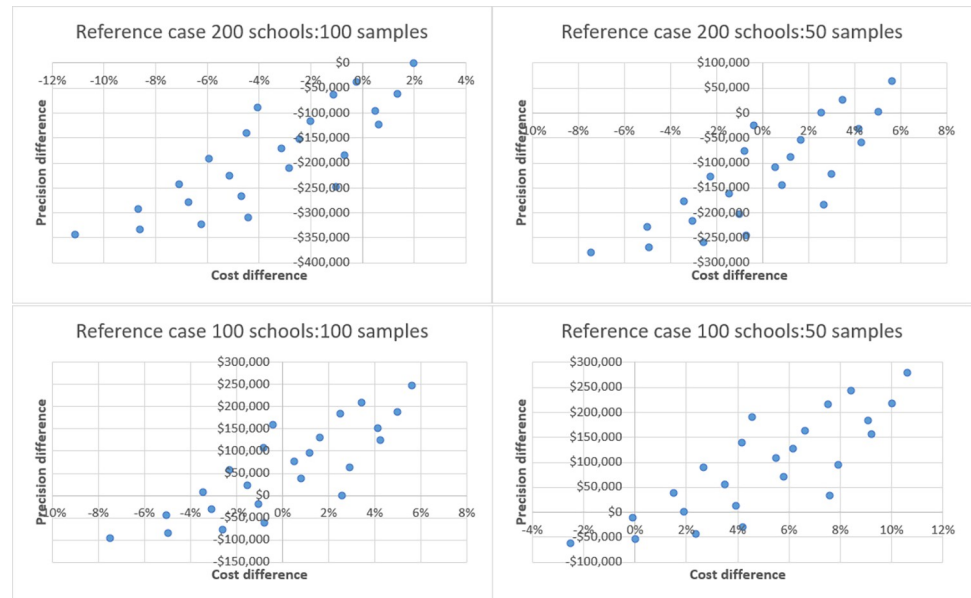 Reference case 200 schools:100 samples
$0
-12% -10% -8% -6% -4% -2% 0% 2% 4%
-$50,000
-$100,000
-$150,000
-$200,000
-$250,000
-$300,000
-$350,000
-$400,000
Precision difference
Cost difference
Reference case 200 schools:50 samples
$100,000
$50,000
$0
-10% -8% -6% -4% -2% 0% 2% 4% 6% 8%
-$50,000
-$100,000
-$150,000
-$200,000
-$250,000
-$300,000
Precision difference
Cost difference
Reference case 100 schools:100 samples
$300,000
$250,000
$200,000
$150,000
$100,000
$50,000
$0
-10% -8% -6% -4% -2% 0% 2% 4% 6% 8%
-$50,000
-$100,000
-$150,000
Precision difference
Cost difference
Reference case 100 schools:50 samples
$300,000
$250,000
$200,000
$150,000
$100,000
$50,000
$0
-4% -2% 0% 2% 4% 6% 8% 10% 12%
-$50,000
-$100,000
Precision difference
Cost difference